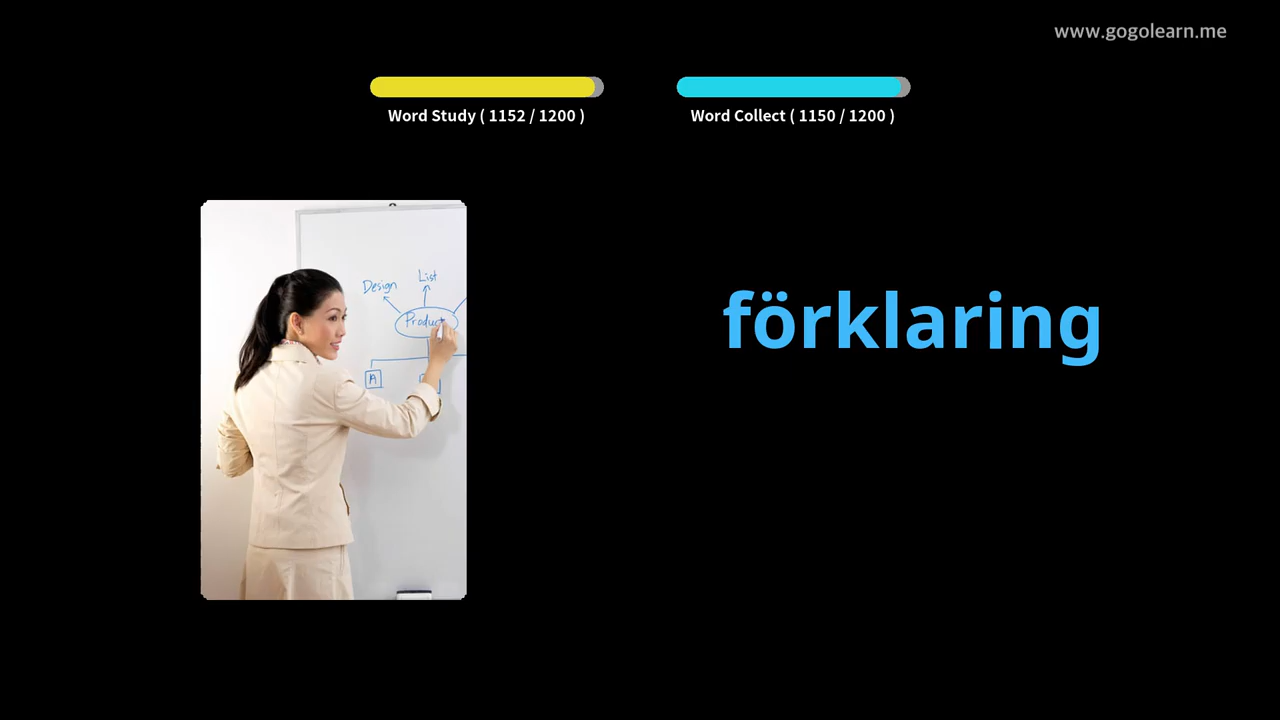 www.gogolearn.me
Word Study ( 1152 / 1200 )
Word Collect ( 1150 / 1200 )
List
Design
Product
A
förklaring